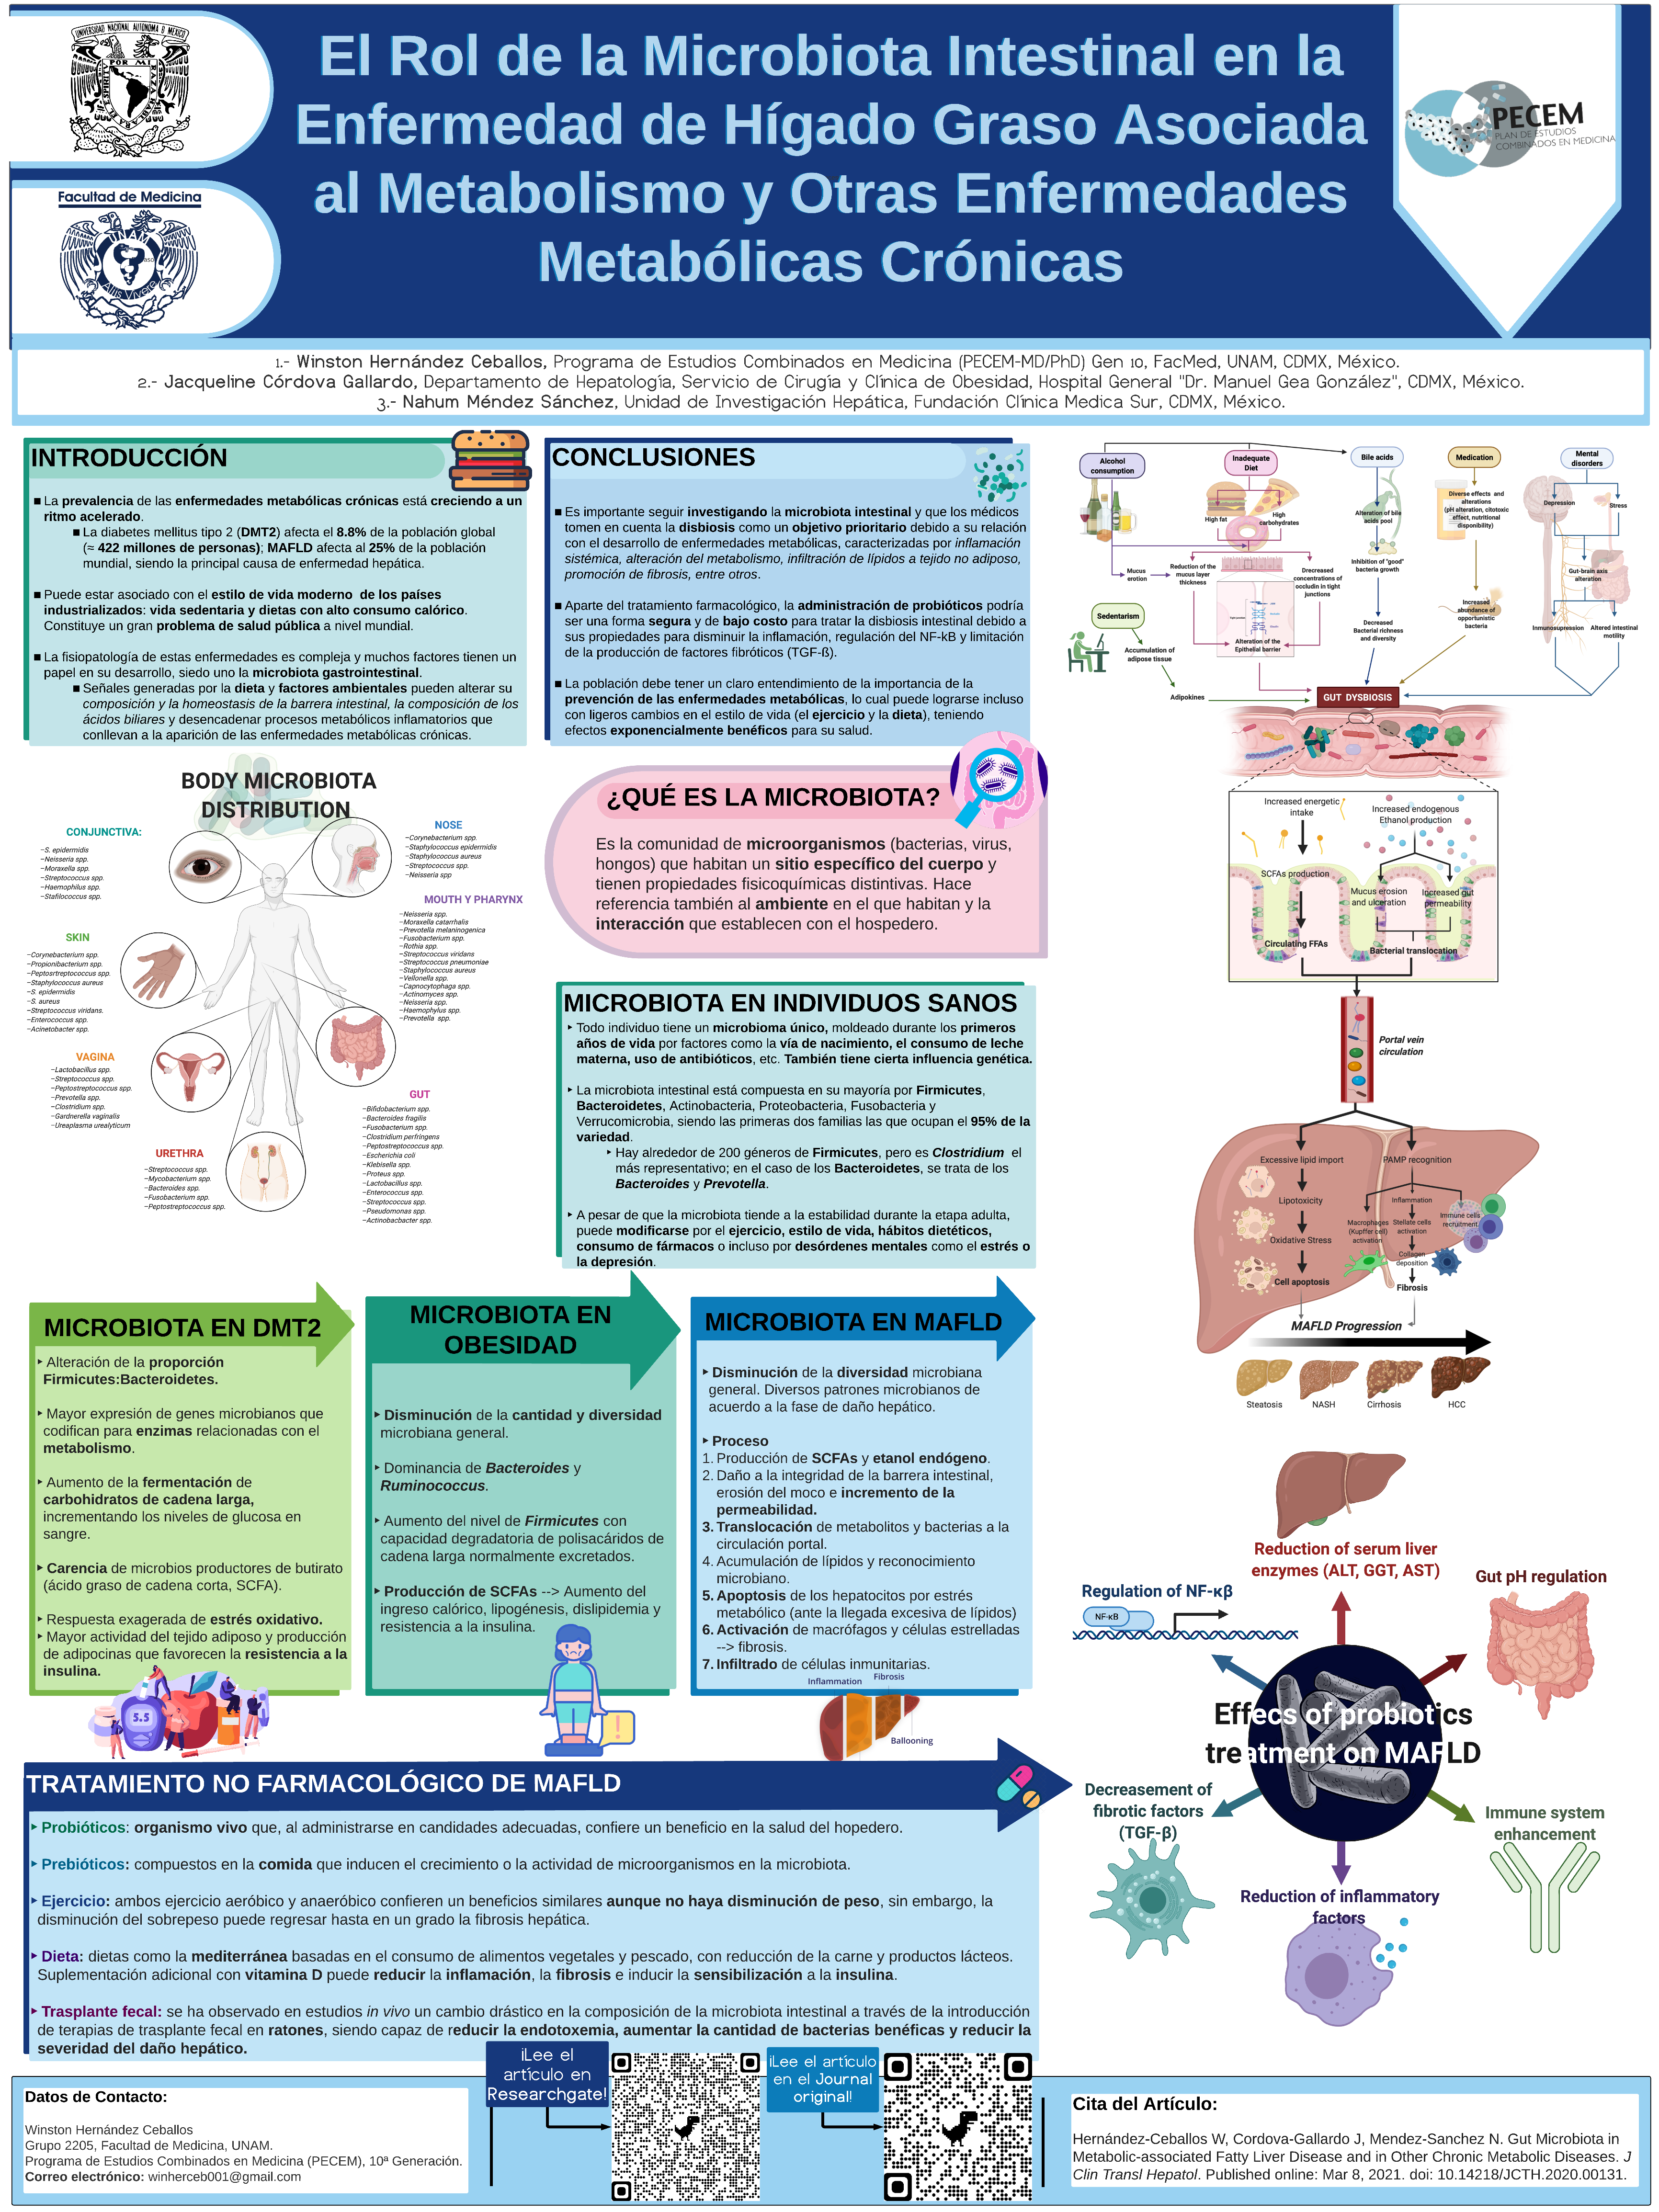 UNIVERSIDAD NACIONAL AUTÓNOMA DE MÉXICO
POR MI
Facultad de Medicina
UNAM
Aliis Vivere
El Rol de la Microbiota Intestinal en la
Enfermedad de Hígado Graso Asociada
al Metabolismo y Otras Enfermedades
Metabólicas Crónicas
PECEM
PLAN DE ESTUDIOS
COMBINADOS EN MEDICINA
1.- Winston Hernández Ceballos, Programa de Estudios Combinados en Medicina (PECEM-MD/PhD) Gen 10, FacMed, UNAM, CDMX, México.
2.- Jacqueline Córdova Gallardo, Departamento de Hepatología, Servicio de Cirugía y Clínica de Obesidad, Hospital General "Dr. Manuel Gea González", CDMX, México.
3.- Nahum Méndez Sánchez, Unidad de Investigación Hepática, Fundación Clínica Medica Sur, CDMX, México.
INTRODUCCIÓN
▪ La prevalencia de las enfermedades metabólicas crónicas está creciendo a un
ritmo acelerado.
▪ La diabetes mellitus tipo 2 (DMT2) afecta el 8.8% de la población global
(≈ 422 millones de personas); MAFLD afecta al 25% de la población
mundial, siendo la principal causa de enfermedad hepática.
▪ Puede estar asociado con el estilo de vida moderno de los países
industrializados: vida sedentaria y dietas con alto consumo calórico.
Constituye un gran problema de salud pública a nivel mundial.
▪ La fisiopatología de estas enfermedades es compleja y muchos factores tienen un
papel en su desarrollo, siedo uno la microbiota gastrointestinal.
▪ Señales generadas por la dieta y factores ambientales pueden alterar su
composición y la homeostasis de la barrera intestinal, la composición de los
ácidos biliares y desencadenar procesos metabólicos inflamatorios que
conllevan a la aparición de las enfermedades metabólicas crónicas.
CONCLUSIONES
▪ Es importante seguir investigando la microbiota intestinal y que los médicos
tomen en cuenta la disbiosis como un objetivo prioritario debido a su relación
con el desarrollo de enfermedades metabólicas, caracterizadas por inflamación
sistémica, alteración del metabolismo, infiltración de lípidos a tejido no adiposo,
promoción de fibrosis, entre otros.
▪ Aparte del tratamiento farmacológico, la administración de probióticos podría
ser una forma segura y de bajo costo para tratar la disbiosis intestinal debido a
sus propiedades para disminuir la inflamación, regulación del NF-kB y limitación
de la producción de factores fibróticos (TGF-ß).
▪ La población debe tener un claro entendimiento de la importancia de la
prevención de las enfermedades metabólicas, lo cual puede lograrse incluso
con ligeros cambios en el estilo de vida (el ejercicio y la dieta), teniendo
efectos exponencialmente benéficos para su salud.
Alcohol
consumption
Inadequate
Diet
Bile acids
Medication
Mental
disorders
High fat
High
carbohydrates
Alteration of bile
acids pool
Diverse effects and
alterations
(pH alteration, citotoxic
effect, nutritional
disponibility)
Depression
Stress
Mucus
erotion
Reduction of the
mucus layer
thickness
Drecreased
concentrations of
occludin in tight
junctions
Inhibition of "good"
bacteria growth
Gut-brain axis
alteration
Sedentarism
Accumulation of
adipose tissue
Alteration of the
Epithelial barrier
Decreased
Bacterial richness
and diversity
Increased
abundance of
opportunistic
bacteria
Inmunosupression
Altered intestinal
motility
Adipokines
GUT DYSBIOSIS
Increased energetic
intake
Increased endogenous
Ethanol production
SCFAs production
Mucus erosion
and ulceration
Increased gut
permeability
Circulating FFAs
Bacterial translocation
Portal vein
circulation
Excessive lipid import
PAMP recognition
Lipotoxicity
Inflammation
Macrophages
(Kupffer cell)
activation
Stellate cells
activation
Immune cells
recruitment
Oxidative Stress
Collagen
deposition
Cell apoptosis
Fibrosis
MAFLD Progression
Steatosis
NASH
Cirrhosis
HCC
BODY MICROBIOTA
DISTRIBUTION
CONJUNCTIVA:
–S. epidermidis
–Neisseria spp.
–Moraxella spp.
–Streptococcus spp.
–Haemophilus spp.
–Stafilococcus spp.
NOSE
–Corynebacterium spp.
–Staphylococcus epidermidis
–Staphylococcus aureus
–Streptococcus spp.
–Neisseria spp
MOUTH Y PHARYNX
–Neisseria spp.
–Moraxella catarrhalis
–Prevotella melaninogenica
–Fusobacterium spp.
–Rothia spp.
–Streptococcus viridans
–Streptococcus pneumoniae
–Staphylococcus aureus
–Vellonella spp.
–Capnocytophaga spp.
–Actinomyces spp.
–Neisseria spp.
–Haemophylus spp.
–Prevotella spp.
SKIN
–Corynebacterium spp.
–Propionibacterium spp.
–Peptosrtreptococcus spp.
–Staphylococcus aureus
–S. epidermidis
–S. aureus
–Streptococcus viridans.
–Enterococcus spp.
–Acinetobacter spp.
VAGINA
–Lactobacillus spp.
–Streptococcus spp.
–Peptostreptococcus spp.
–Prevotella spp.
–Clostridium spp.
–Gardnerella vaginalis
–Ureaplasma urealyticum
GUT
–Bifidobacterium spp.
–Bacteroides fragilis
–Fusobacterium spp.
–Clostridium perfringens
–Peptostreptococcus spp.
–Escherichia coli
–Klebisella spp.
–Proteus spp.
–Lactobacillus spp.
–Enterococcus spp.
–Streptococcus spp.
–Pseudomonas spp.
–Actinobacbacter spp.
URETHRA
–Streptococcus spp.
–Mycobacterium spp.
–Bacteroides spp.
–Fusobacterium spp.
–Peptostreptococcus spp.
¿QUÉ ES LA MICROBIOTA?
Es la comunidad de microorganismos (bacterias, virus,
hongos) que habitan un sitio específico del cuerpo y
tienen propiedades fisicoquímicas distintivas. Hace
referencia también al ambiente en el que habitan y la
interacción que establecen con el hospedero.
MICROBIOTA EN INDIVIDUOS SANOS
‣ Todo individuo tiene un microbioma único, moldeado durante los primeros
años de vida por factores como la vía de nacimiento, el consumo de leche
materna, uso de antibióticos, etc. También tiene cierta influencia genética.
‣ La microbiota intestinal está compuesta en su mayoría por Firmicutes,
Bacteroidetes, Actinobacteria, Proteobacteria, Fusobacteria y
Verrucomicrobia, siendo las primeras dos familias las que ocupan el 95% de la
variedad.
‣ Hay alrededor de 200 géneros de Firmicutes, pero es Clostridium el
más representativo; en el caso de los Bacteroidetes, se trata de los
Bacteroides y Prevotella.
‣ A pesar de que la microbiota tiende a la estabilidad durante la etapa adulta,
puede modificarse por el ejercicio, estilo de vida, hábitos dietéticos,
consumo de fármacos o incluso por desórdenes mentales como el estrés o
la depresión.
MICROBIOTA EN DMT2
‣ Alteración de la proporción
Firmicutes:Bacteroidetes.
‣ Mayor expresión de genes microbianos que
codifican para enzimas relacionadas con el
metabolismo.
‣ Aumento de la fermentación de
carbohidratos de cadena larga,
incrementando los niveles de glucosa en
sangre.
‣ Carencia de microbios productores de butirato
(ácido graso de cadena corta, SCFA).
‣ Respuesta exagerada de estrés oxidativo.
‣ Mayor actividad del tejido adiposo y producción
de adipocinas que favorecen la resistencia a la
insulina.
5.5
MICROBIOTA EN
OBESIDAD
‣ Disminución de la cantidad y diversidad
microbiana general.
‣ Dominancia de Bacteroides y
Ruminococcus.
‣ Aumento del nivel de Firmicutes con
capacidad degradatoria de polisacáridos de
cadena larga normalmente excretados.
‣ Producción de SCFAs --> Aumento del
ingreso calórico, lipogénesis, dislipidemia y
resistencia a la insulina.
!
MICROBIOTA EN MAFLD
‣ Disminución de la diversidad microbiana
general. Diversos patrones microbianos de
acuerdo a la fase de daño hepático.
‣ Proceso
1. Producción de SCFAs y etanol endógeno.
2. Daño a la integridad de la barrera intestinal,
erosión del moco e incremento de la
permeabilidad.
3. Translocación de metabolitos y bacterias a la
circulación portal.
4. Acumulación de lípidos y reconocimiento
microbiano.
5. Apoptosis de los hepatocitos por estrés
metabólico (ante la llegada excesiva de lípidos)
6. Activación de macrófagos y células estrelladas
--> fibrosis.
7. Infiltrado de células inmunitarias.
Inflammation
Fibrosis
Ballooning
Reduction of serum liver
enzymes (ALT, GGT, AST)
Regulation of NF-κB
NF-κB
Gut pH regulation
Effecs of probiotics
treatment on MAFLD
Decreasement of
fibrotic factors
(TGF-β)
Immune system
enhancement
Reduction of inflammatory
factors
TRATAMIENTO NO FARMACOLÓGICO DE MAFLD
‣ Probióticos: organismo vivo que, al administrarse en candidades adecuadas, confiere un beneficio en la salud del hopedero.
‣ Prebióticos: compuestos en la comida que inducen el crecimiento o la actividad de microorganismos en la microbiota.
‣ Ejercicio: ambos ejercicio aeróbico y anaeróbico confieren un beneficios similares aunque no haya disminución de peso, sin embargo, la
disminución del sobrepeso puede regresar hasta en un grado la fibrosis hepática.
‣ Dieta: dietas como la mediterránea basadas en el consumo de alimentos vegetales y pescado, con reducción de la carne y productos lácteos.
Suplementación adicional con vitamina D puede reducir la inflamación, la fibrosis e inducir la sensibilización a la insulina.
‣ Trasplante fecal: se ha observado en estudios in vivo un cambio drástico en la composición de la microbiota intestinal a través de la introducción
de terapias de trasplante fecal en ratones, siendo capaz de reducir la endotoxemia, aumentar la cantidad de bacterias benéficas y reducir la
severidad del daño hepático.
Datos de Contacto:
Winston Hernández Ceballos
Grupo 2205, Facultad de Medicina, UNAM.
Programa de Estudios Combinados en Medicina (PECEM), 10ª Generación.
Correo electrónico: winherceb001@gmail.com
¡Lee el
artículo en
Researchgate!
¡Lee el artículo
en el Journal
original!
Cita del Artículo:
Hernández-Ceballos W, Cordova-Gallardo J, Mendez-Sanchez N. Gut Microbiota in
Metabolic-associated Fatty Liver Disease and in Other Chronic Metabolic Diseases. J
Clin Transl Hepatol. Published online: Mar 8, 2021. doi: 10.14218/JCTH.2020.00131.